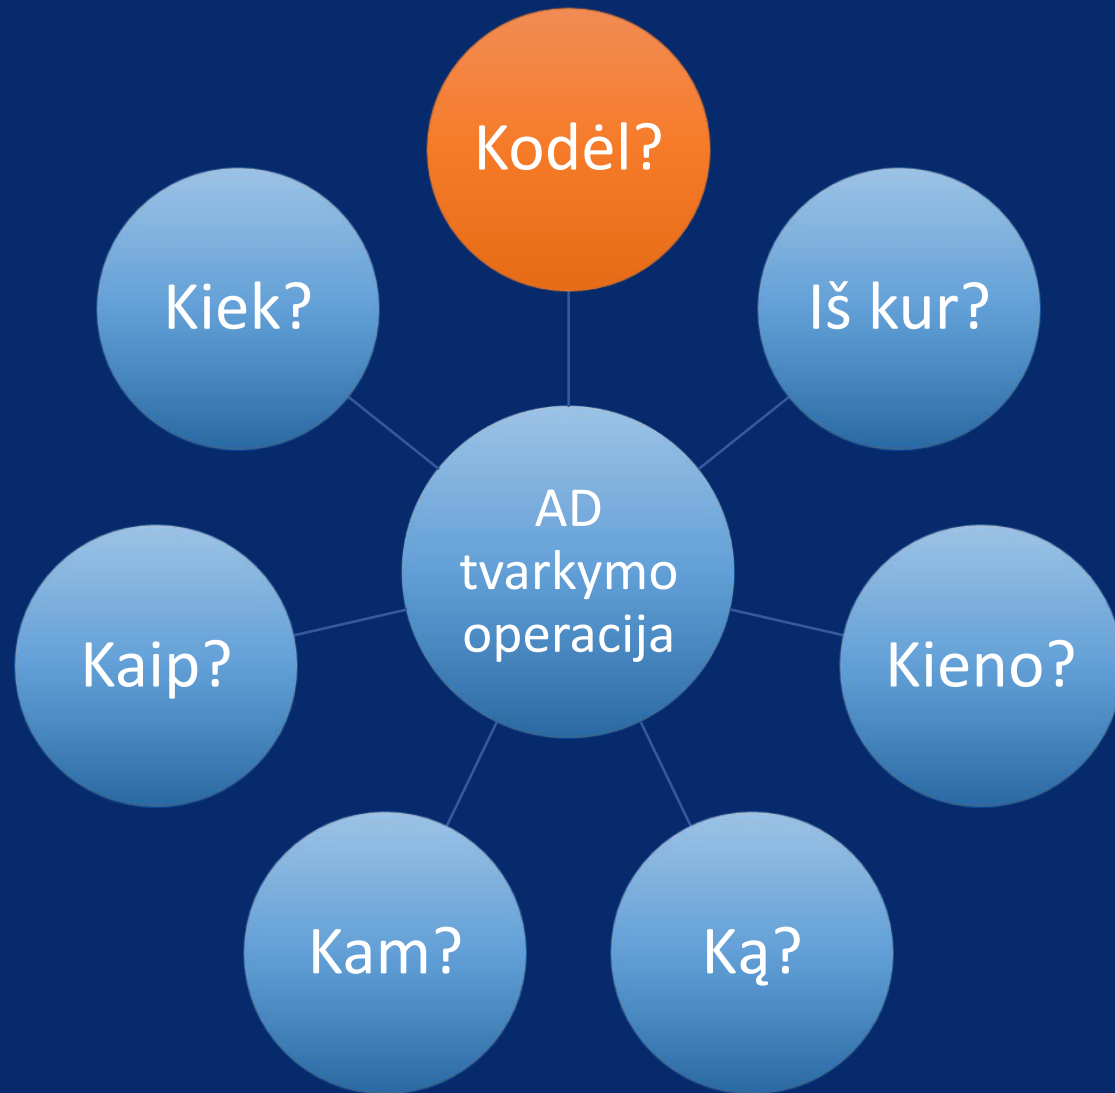 Kodėl?
Iš kur?
Kieno?
Ką?
Kam?
Kaip?
Kiek?
AD
tvarkymo
operacija